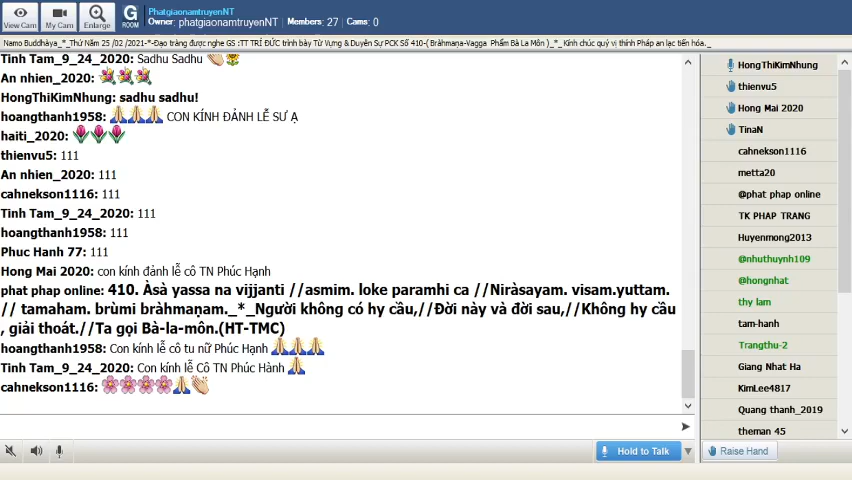 View Cam
My Cam
Enlarge
G
ROOM
PhatgiaonamtruyenNT
Owner: phatgiaonamtruyenNT Members: 27 Cams: 0
Namo Buddhàya_*_Thứ Năm 25 /02 /2021-*-Đạo tràng được nghe GS :TT TRÍ ĐỨC trình bày Từ Vựng & Duyên Sự PCK Số 410-( Bràhmaṇa-Vagga Phẩm Bà La Môn )_*_ Kính chúc quý vị thính Pháp an lạc tiến hóa._
Tinh Tam_9_24_2020: Sadhu Sadhu
An nhien_2020:
HongThiKimNhung: sadhu sadhu!
hoangthanh1958: CON KÍNH ĐẢNH LỄ SƯ Ạ
haiti_2020:
thienvu5: 111
An nhien_2020: 111
cahnekson1116: 111
Tinh Tam_9_24_2020: 111
hoangthanh1958: 111
Phuc Hanh 77: 111
Hong Mai 2020: con kính đảnh lễ cô TN Phúc Hạnh
phat phap online: 410. Àsà yassa na vijjanti //asmim. loke paramhi ca //Niràsayam. visam.yuttam.
// tamaham. brùmi bràhmaṇam._*_Người không có hy cầu,//Đời này và đời sau,//Không hy cầu
, giải thoát.//Ta gọi Bà-la-môn.(HT-TMC)
hoangthanh1958: Con kính lễ cô tu nữ Phúc Hạnh
Tinh Tam_9_24_2020: Con kính lễ Cô TN Phúc Hành
cahnekson1116:
HongThiKimNhung
thienvu5
Hong Mai 2020
TinaN
cahnekson1116
metta20
@phat phap online
TK PHAP TRANG
Huyenmong2013
@nhuthuynh109
@hongnhat
thy lam
tam-hanh
Trangthu-2
Giang Nhat Ha
KimLee4817
Quang thanh_2019
theman 45
Hold to Talk
Raise Hand